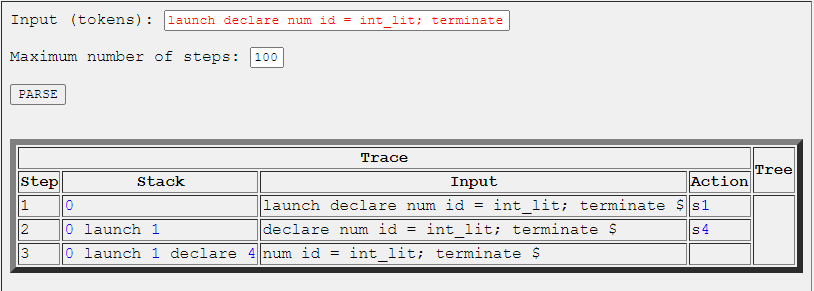 Input (tokens): launch declare num id = int_lit; terminate
Maximum number of steps: 100
PARSE
Trace Tree
Step Stack Input Action
1 0 launch declare num id = int_lit; terminate $ s1
2 0 launch 1 declare num id = int_lit; terminate $ s4
3 0 launch 1 declare 4 num id = int_lit; terminate $